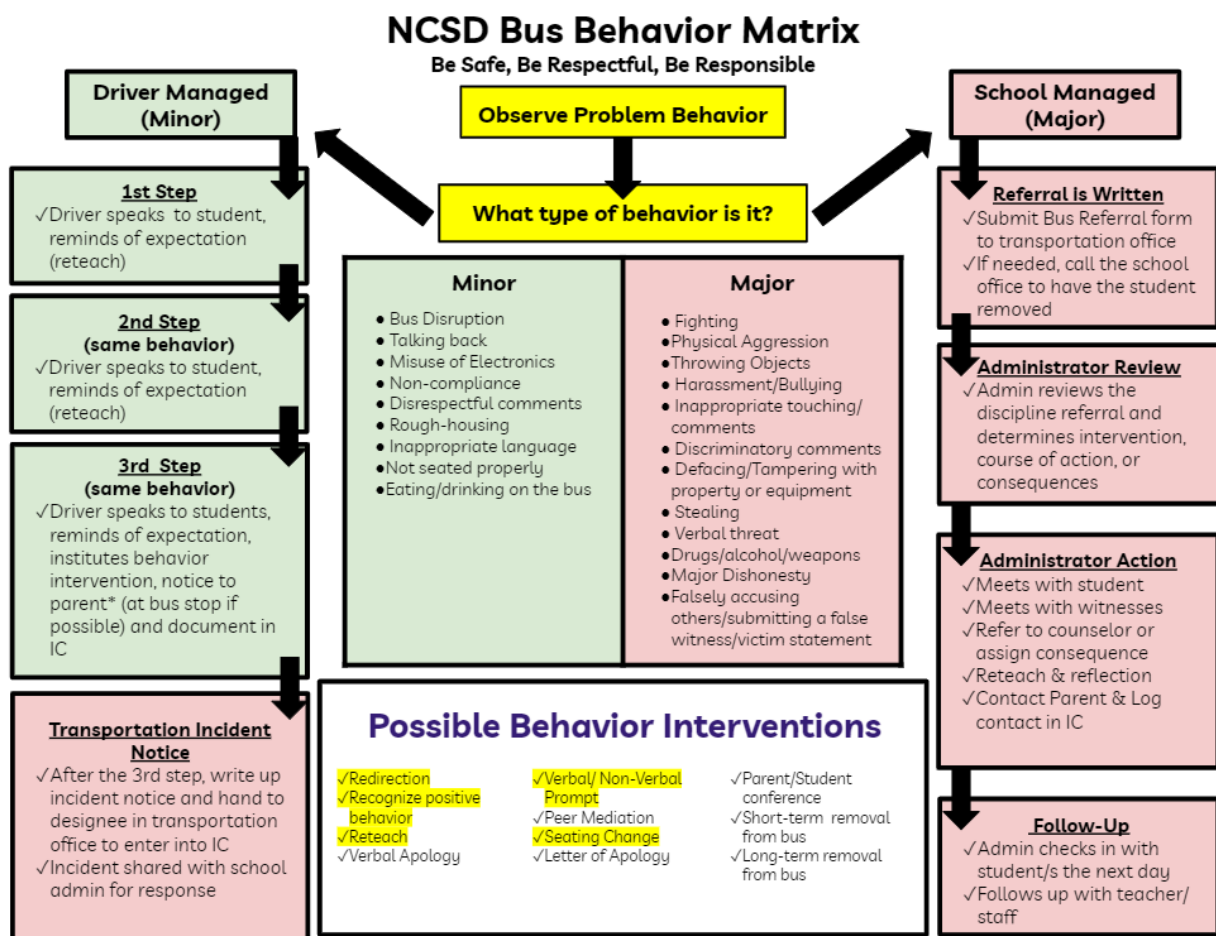 NCSD Bus Behavior Matrix
Be Safe, Be Respectful, Be Responsible
Driver Managed
(Minor)
Observe Problem Behavior
School Managed
(Major)
What type of behavior is it?
1st Step
✓Driver speaks to student,
reminds of expectation
(reteach)
2nd Step
(same behavior)
✓Driver speaks to student,
reminds of expectation
(reteach)
3rd Step
(same behavior)
✓Driver speaks to students,
reminds of expectation,
institutes behavior
intervention, notice to
parent* (at bus stop if
possible) and document in
IC
Transportation Incident
Notice
✓After the 3rd step, write up
incident notice and hand to
designee in transportation
office to enter into IC
✓Incident shared with school
admin for response
Minor
● Bus Disruption
● Talking back
● Misuse of Electronics
● Non-compliance
● Disrespectful comments
● Rough-housing
● Inappropriate language
●Not seated properly
●Eating/drinking on the bus
Major
● Fighting
●Physical Aggression
●Throwing Objects
● Harassment/Bullying
● Inappropriate touching/
comments
● Discriminatory comments
● Defacing/Tampering with
property or equipment
● Stealing
● Verbal threat
●Drugs/alcohol/weapons
●Major Dishonesty
●Falsely accusing
others/submitting a false
witness/victim statement
Possible Behavior Interventions
✓Redirection
✓Recognize positive
behavior
✓Reteach
✓Verbal Apology
✓Verbal/ Non-Verbal
Prompt
✓Peer Mediation
✓Seating Change
✓Letter of Apology
✓Parent/Student
conference
✓Short-term removal
from bus
✓Long-term removal
from bus
Referral is Written
✓Submit Bus Referral form
to transportation office
✓If needed, call the school
office to have the student
removed
Administrator Review
✓Admin reviews the
discipline referral and
determines intervention,
course of action, or
consequences
Administrator Action
✓Meets with student
✓Meets with witnesses
✓Refer to counselor or
assign consequence
✓Reteach & reflection
✓Contact Parent & Log
contact in IC
Follow-Up
✓Admin checks in with
student/s the next day
✓Follows up with teacher/
staff